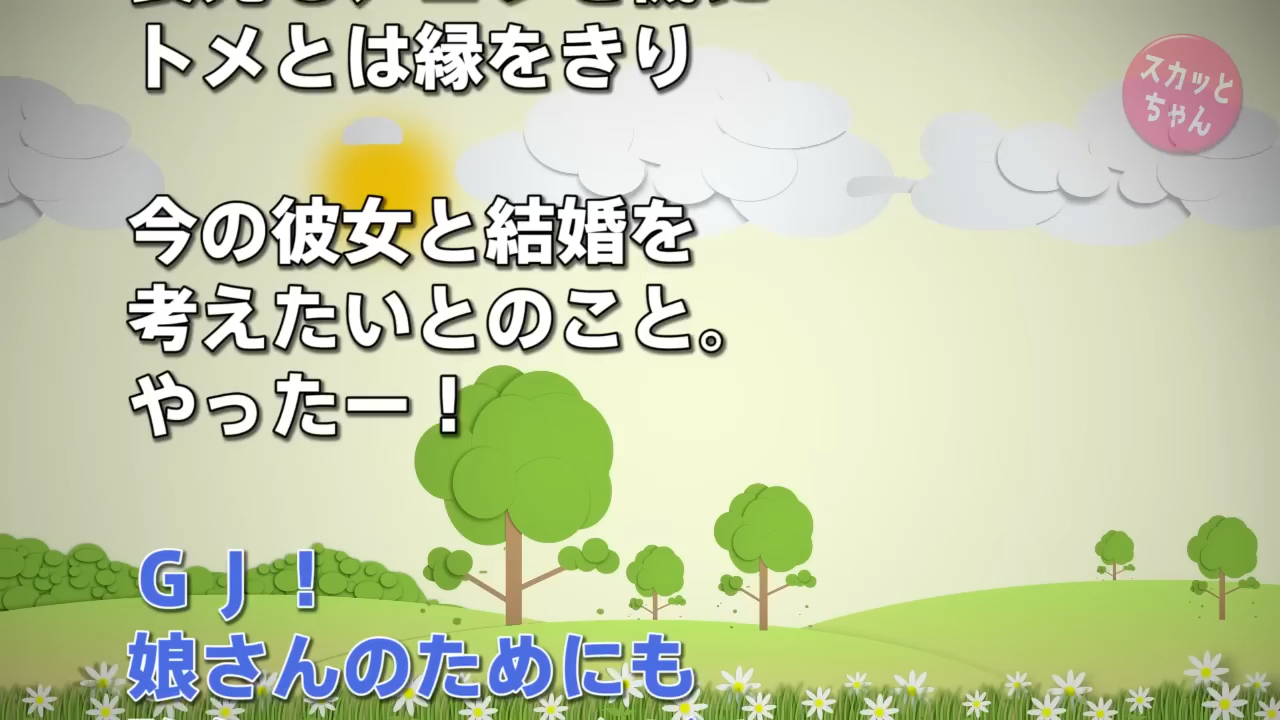 トメとは縁をきり
今の彼女と結婚を
考えたいとのこと。
やったー！
ＧＪ！
娘さんのためにも
スカッと
ちゃん